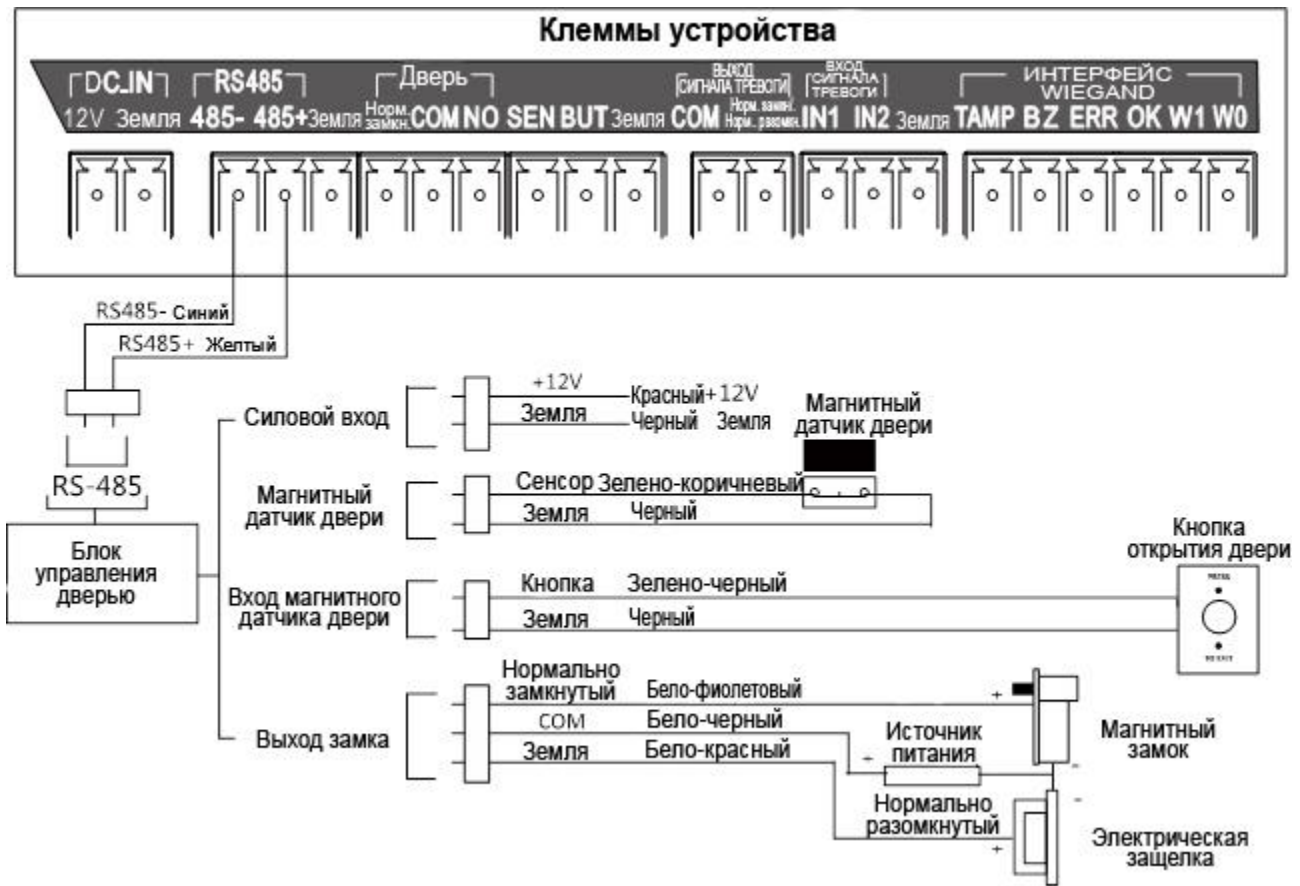 Клеммы устройства
DC_IN
RS485
Дверь
ВЫХОД
СИГНАЛА ТРЕВОГИ
ВХОД
СИГНАЛА
ТРЕВОГИ
ИНТЕРФЕЙС
WIEGAND
12V Земля 485- 485+ Земля Норм. замкн. COM NO SEN BUT Земля COM Норм. замкн. Норм. разомкн. IN1 IN2 Земля TAMP BZ ERR OK W1 W0
RS485- Синий
RS485+ Желтый
RS-485
Блок
управления
дверью
Силовой вход
+12V
Красный+12V
Земля
Черный Земля
Магнитный
датчик двери
Магнитный
датчик двери
Сенсор Зелено-коричневый
Земля Черный
Кнопка
открытия двери
Вход магнитного
датчика двери
Кнопка Зелено-черный
Земля Черный
Выход замка
Нормально
замкнутый Бело-фиолетовый
COM Бело-черный
Земля Бело-красный
+
Источник
питания
+
-
Магнитный
замок
Нормально
разомкнутый
+
-
Электрическая
защелка